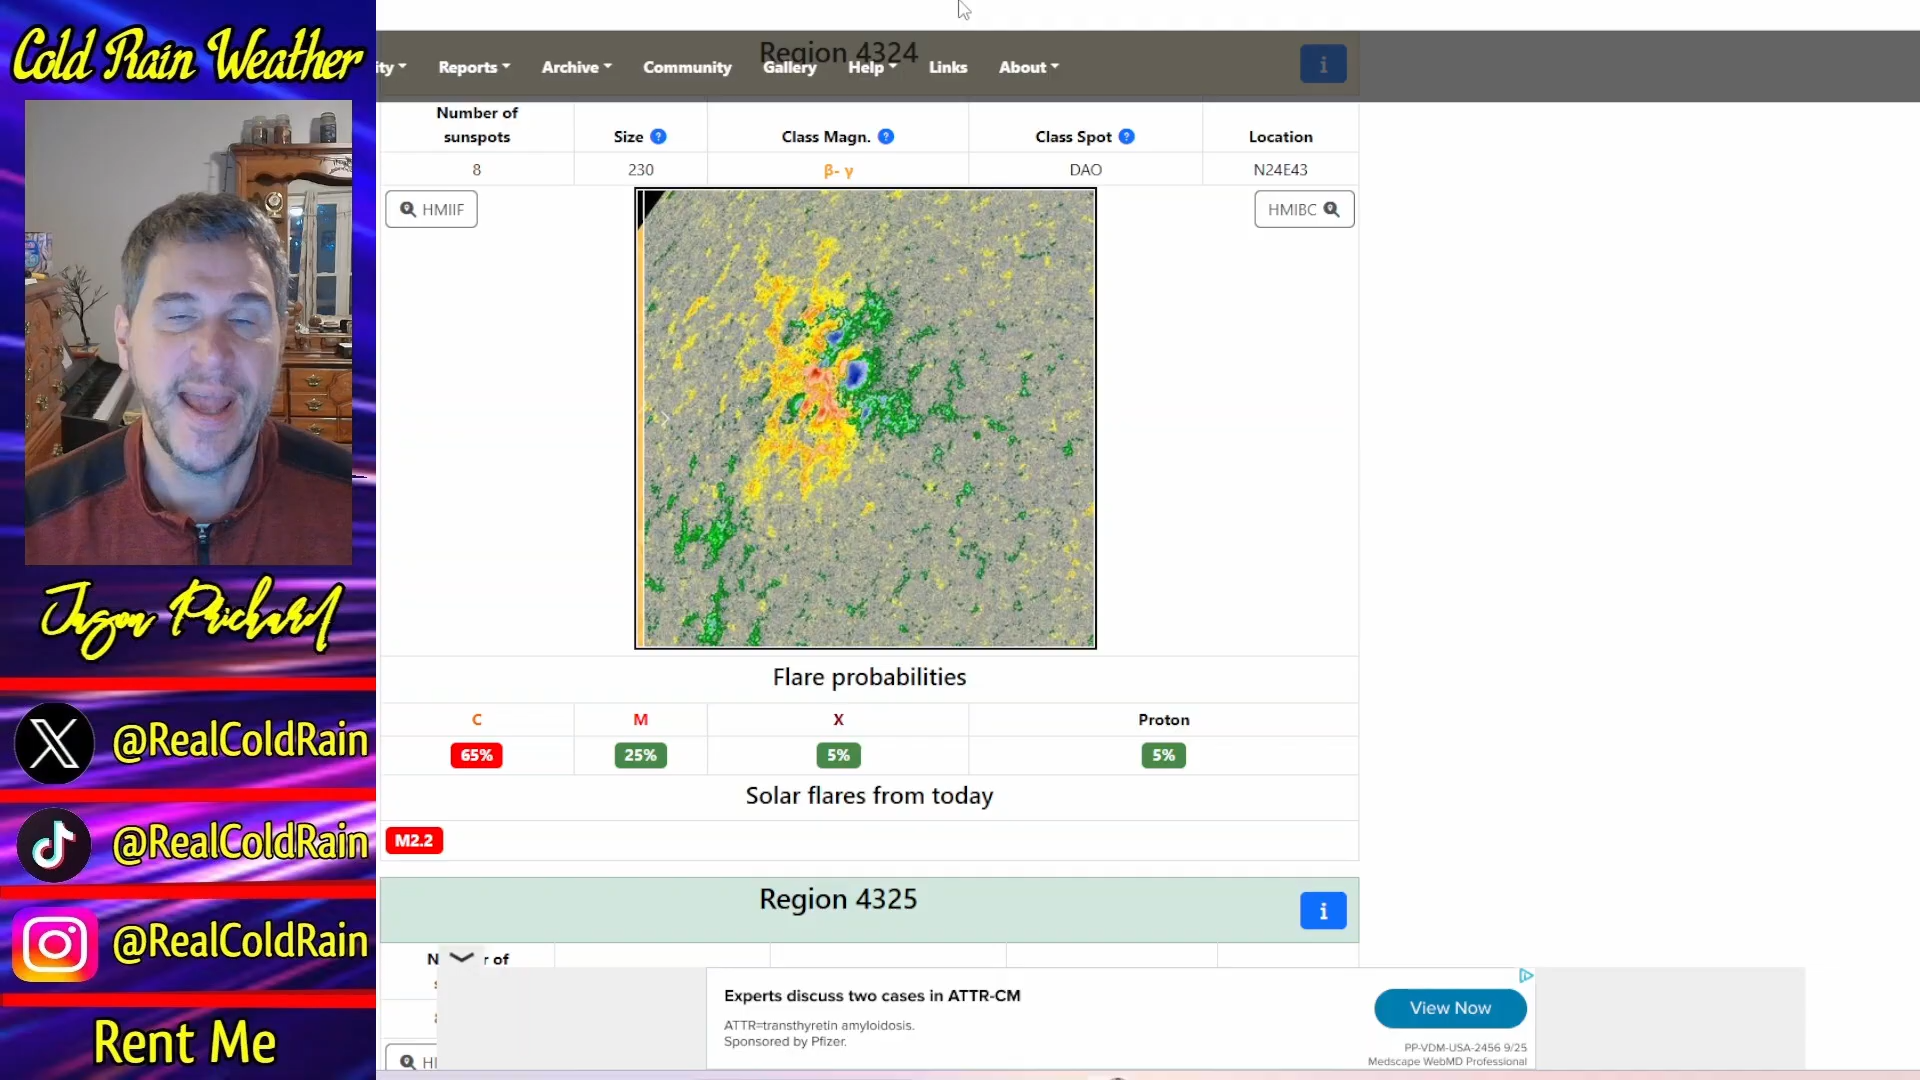 Cold Rain Weather
Jason Prichard
@RealColdRain
@RealColdRain
@RealColdRain
Rent Me
ity Reports Archive Community Gallery Help Links About
Region 4324
Number of sunspots
Size
Class Magn.
Class Spot
Location
8
230
β- γ
DAO
N24E43
HMIIF
HMIBC
Flare probabilities
C M X Proton
65% 25% 5% 5%
Solar flares from today
M2.2
Region 4325
r of
Experts discuss two cases in ATTR-CM
ATTR=transthyretin amyloidosis.
Sponsored by Pfizer.
View Now
PP-VDM-USA-2456 9/25
Medscape WebMD Professional